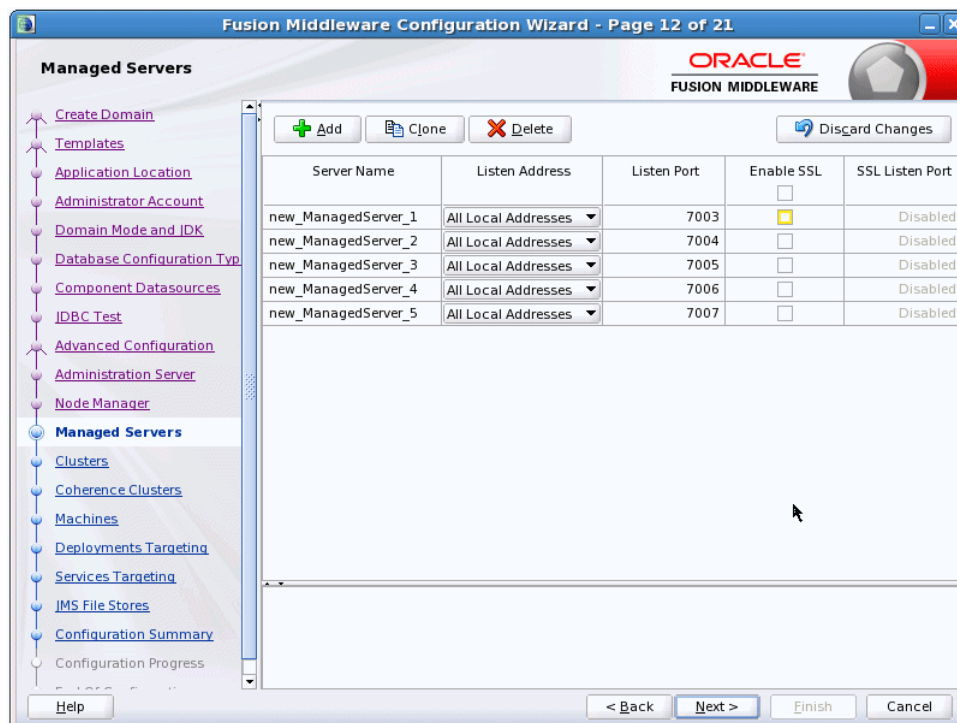 Fusion Middleware Configuration Wizard - Page 12 of 21
Managed Servers
ORACLE
FUSION MIDDLEWARE
Create Domain
Templates
Application Location
Administrator Account
Domain Mode and JDK
Database Configuration Typ
Component Datasources
JDBC Test
Advanced Configuration
Administration Server
Node Manager
Managed Servers
Clusters
Coherence Clusters
Machines
Deployments Targeting
Services Targeting
JMS File Stores
Configuration Summary
Configuration Progress
Add Clone Delete Discard Changes
Server Name Listen Address Listen Port Enable SSL SSL Listen Port
new_ManagedServer_1 All Local Addresses 7003 Disabled
new_ManagedServer_2 All Local Addresses 7004 Disabled
new_ManagedServer_3 All Local Addresses 7005 Disabled
new_ManagedServer_4 All Local Addresses 7006 Disabled
new_ManagedServer_5 All Local Addresses 7007 Disabled
Help < Back Next > Finish Cancel